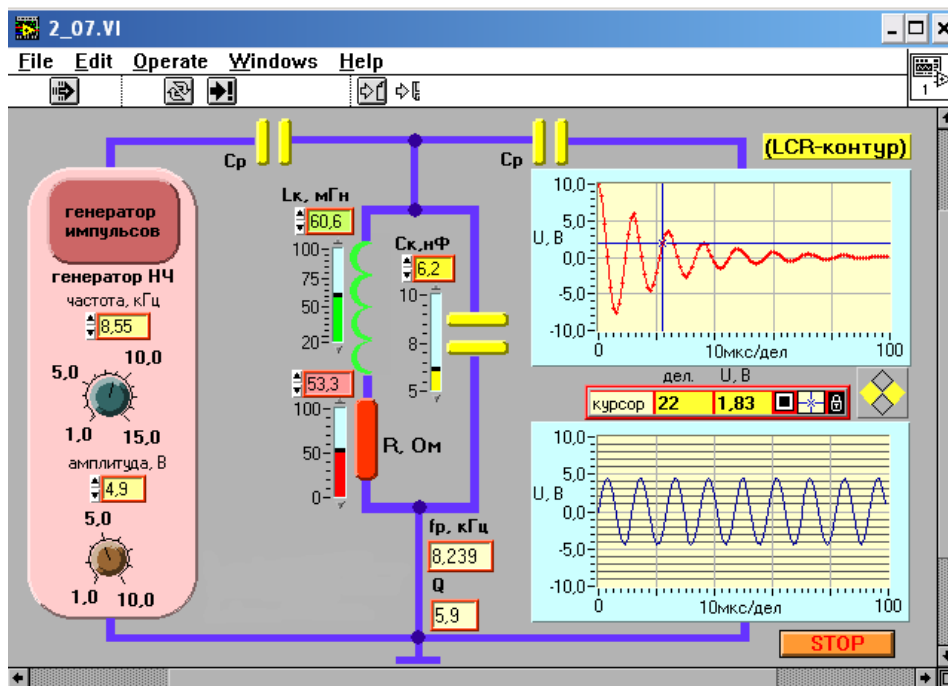 2_07.VI
File Edit Operate Windows Help
1
Ср
Ср
(LCR-контур)
генератор
импульсов
генератор НЧ
частота, кГц
8,55
5,0
10,0
1,0
15,0
амплитуда, В
4,9
5,0
1,0
10,0
Lк, мГн
60,6
100
75
50
20
Ск,нФ
6,2
10
8
5
53,3
100
50
0
R, Ом
fр, кГц
8,239
Q
5,9
10,0
5,0
U, В
0,0
-5,0
-10,0
0
10мкс/дел
100
дел. U, В
курсор 22 1,83
10,0
5,0
U, В
0,0
-5,0
-10,0
0
10мкс/дел
100
STOP